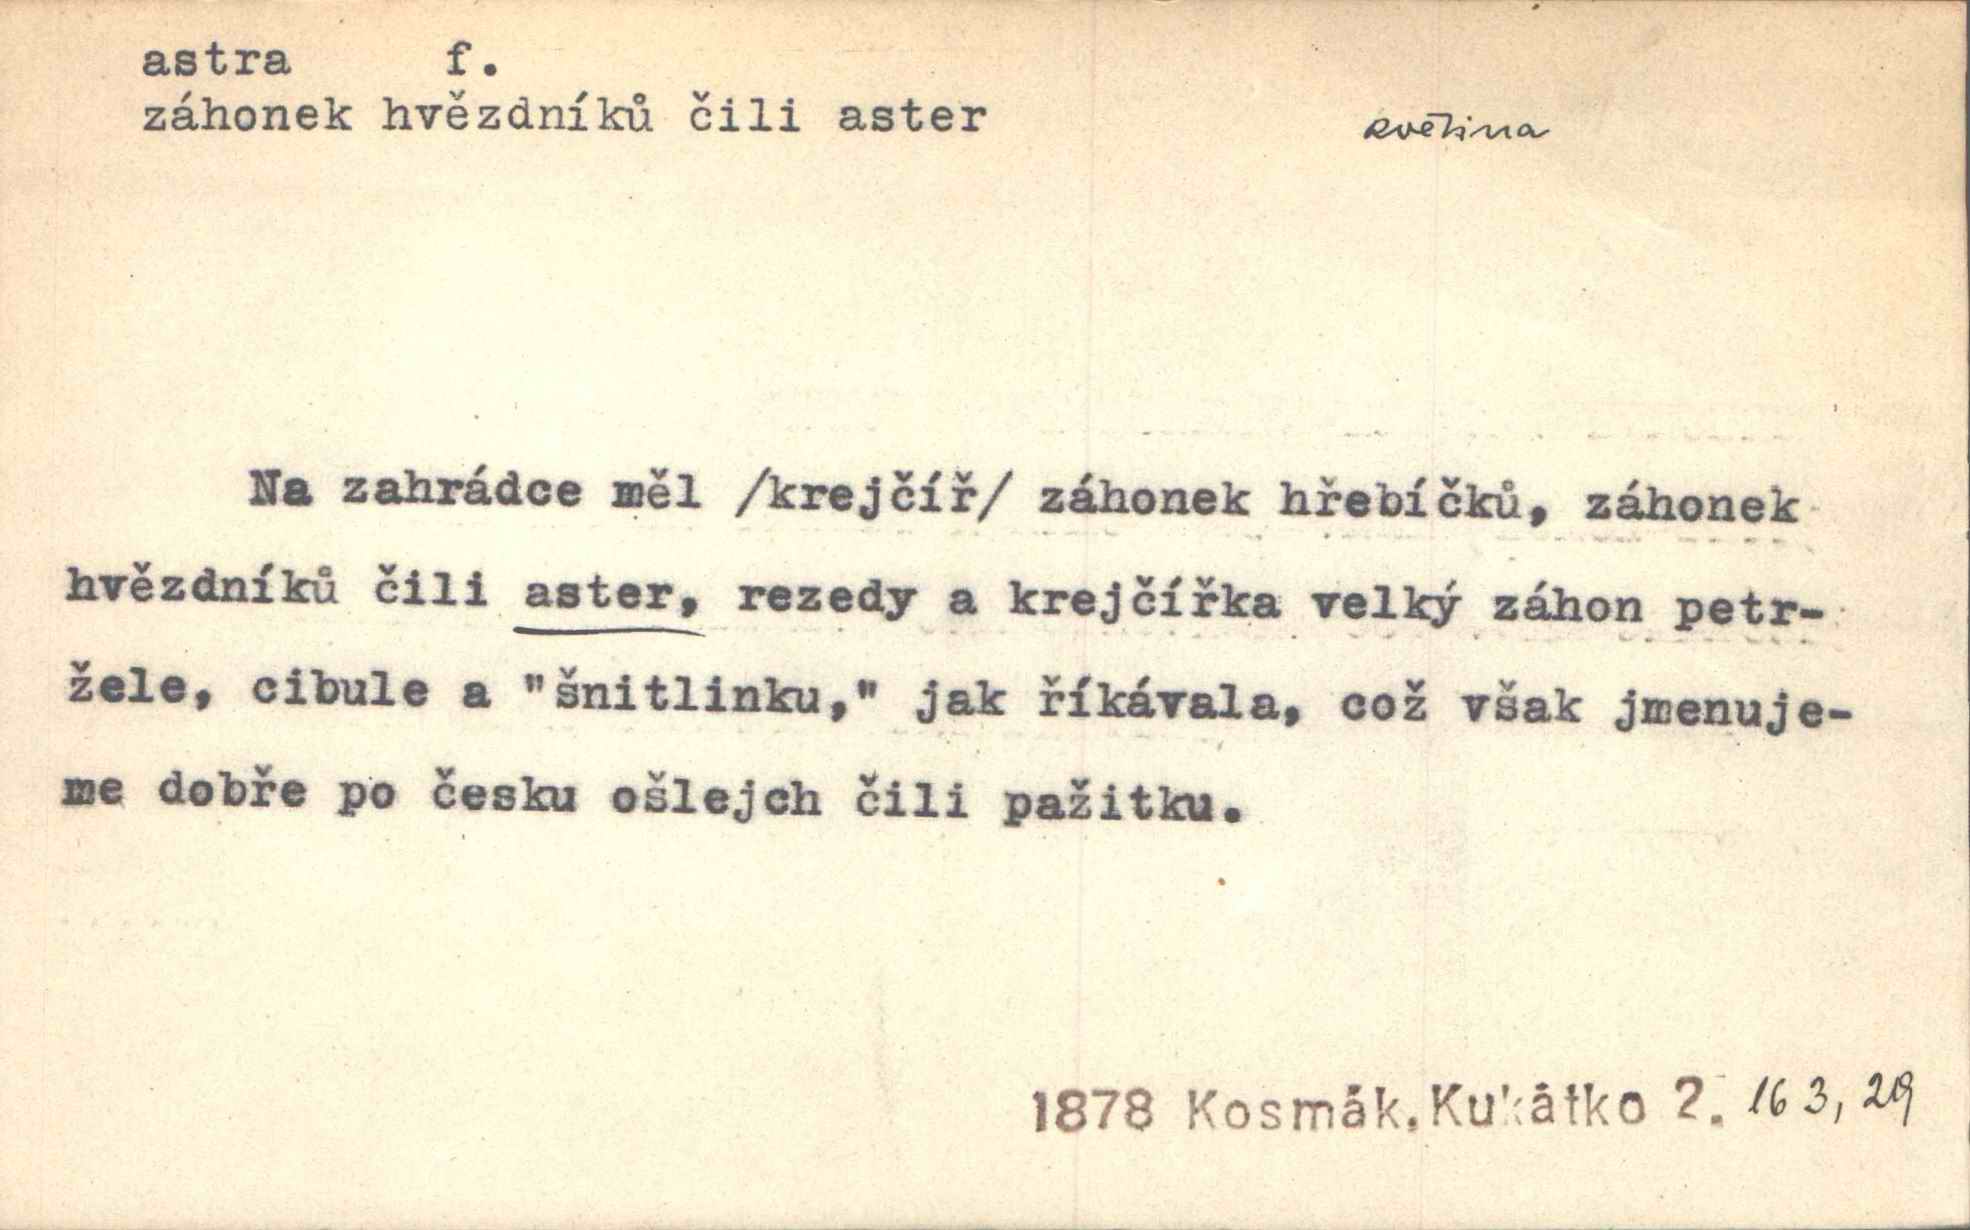 astra f.
záhonek hvězdníků čili aster
květina
Na zahrádce měl /krejčíř/ záhonek hřebíčků, záhonek
hvězdníků čili aster, rezedy a krejčířka velký záhon petr-
žele, cibule a "šnitlinku," jak říkávala, což však jmenuje-
me dobře po česku ošlejch čili pažitku.
1878 Kosmák, Kukátko 2. 163, 29